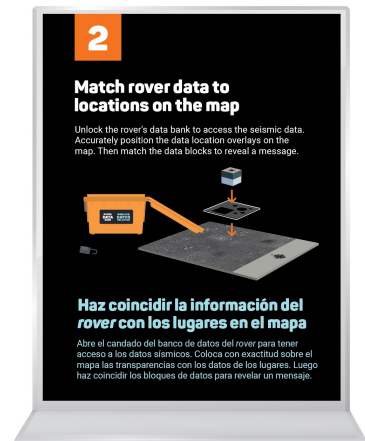 2
Match rover data to
locations on the map
Unlock the rover's data bank to access the seismic data.
Accurately position the data location overlays on the
map. Then match the data blocks to reveal a message.
Haz coincidir la información del
rover con los lugares en el mapa
Abre el candado del banco de datos del rover para tener
acceso a los datos sísmicos. Coloca con exactitud sobre el
mapa las transparencias con los datos de los lugares. Luego
haz coincidir los bloques de datos para revelar un mensaje.